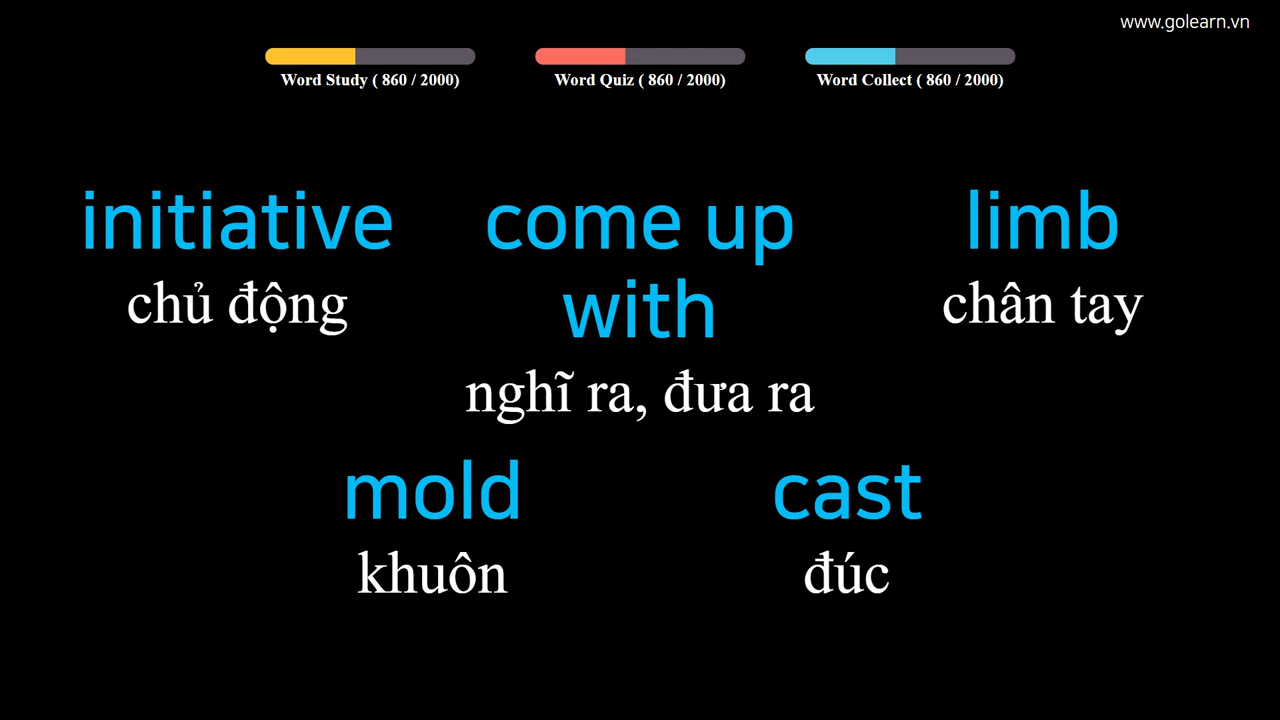 www.golearn.vn
Word Study ( 860 / 2000)
Word Quiz ( 860 / 2000)
Word Collect ( 860 / 2000)
initiative
chủ động
come up
with
nghĩ ra, đưa ra
limb
chân tay
mold
khuôn
cast
đúc